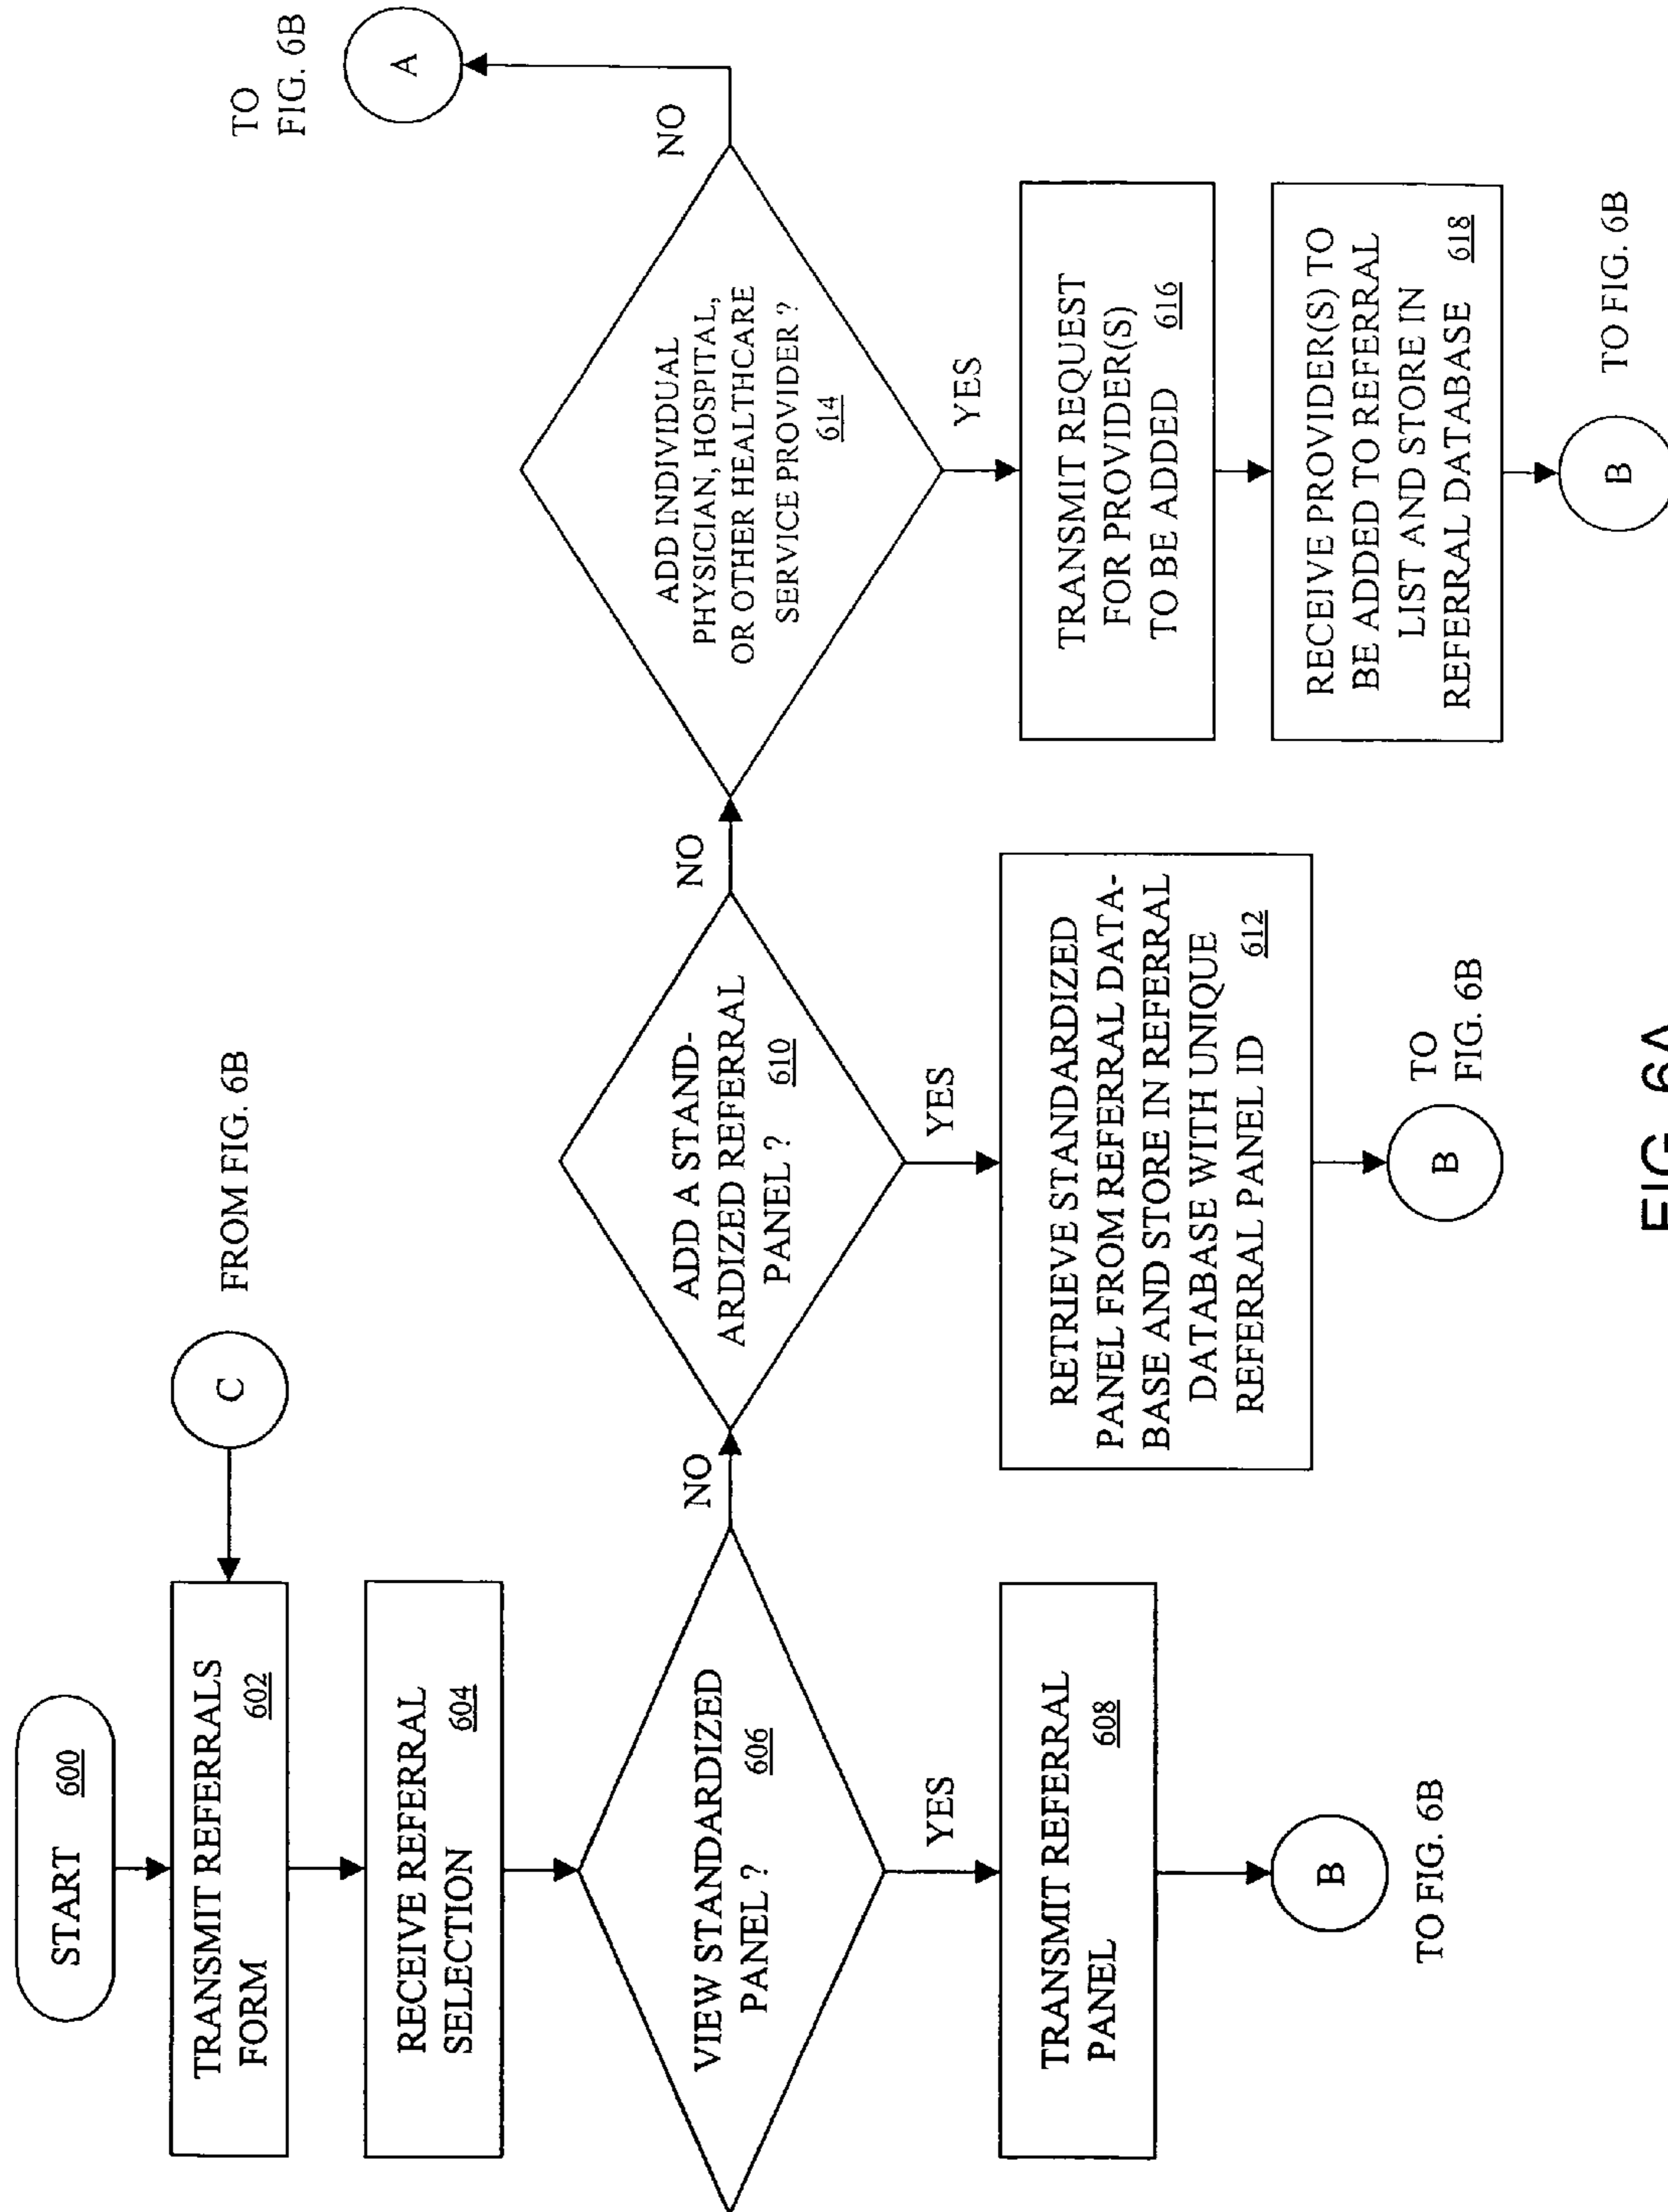 START 600
TRANSMIT REFERRALS
FORM 602
C
FROM FIG. 6B
RECEIVE REFERRAL
SELECTION 604
VIEW STANDARDIZED
PANEL ? 606
YES
NO
TRANSMIT REFERRAL
PANEL 608
B
TO FIG. 6B
ADD A STAND-
ARDIZED REFERRAL
PANEL ? 610
YES
NO
RETRIEVE STANDARDIZED
PANEL FROM REFERRAL DATA-
BASE AND STORE IN REFERRAL
DATABASE WITH UNIQUE
REFERRAL PANEL ID 612
B
TO
FIG. 6B
ADD INDIVIDUAL
PHYSICIAN, HOSPITAL,
OR OTHER HEALTHCARE
SERVICE PROVIDER ?
614
NO
TO
FIG. 6B
A
YES
TRANSMIT REQUEST
FOR PROVIDER(S)
TO BE ADDED 616
RECEIVE PROVIDER(S) TO
BE ADDED TO REFERRAL
LIST AND STORE IN
REFERRAL DATABASE 618
B
TO FIG. 6B
FIG. 6A